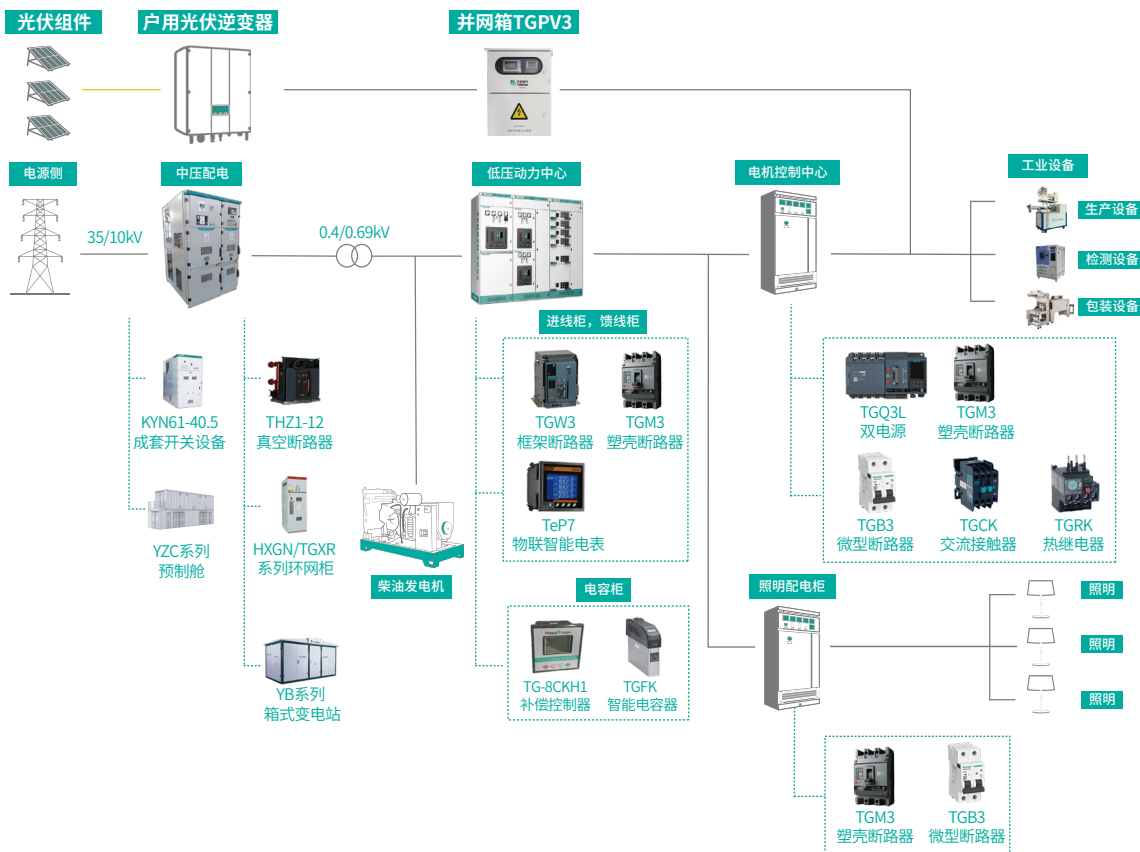 光伏组件
户用光伏逆变器
并网箱TGPV3
电源侧
中压配电
低压动力中心
电机控制中心
工业设备
35/10kV
0.4/0.69kV
生产设备
检测设备
包装设备
进线柜，馈线柜
KYN61-40.5
成套开关设备
THZ1-12
真空断路器
TGW3
框架断路器
TGM3
塑壳断路器
TGQ3L
双电源
TGM3
塑壳断路器
YZC系列
预制舱
HXGN/TGXR
系列环网柜
TeP7
物联智能电表
TGB3
微型断路器
TGCK
交流接触器
TGRK
热继电器
柴油发电机
电容柜
照明配电柜
照明
照明
照明
YB系列
箱式变电站
TG-8CKH1
补偿控制器
TGFK
智能电容器
TGM3
塑壳断路器
TGB3
微型断路器